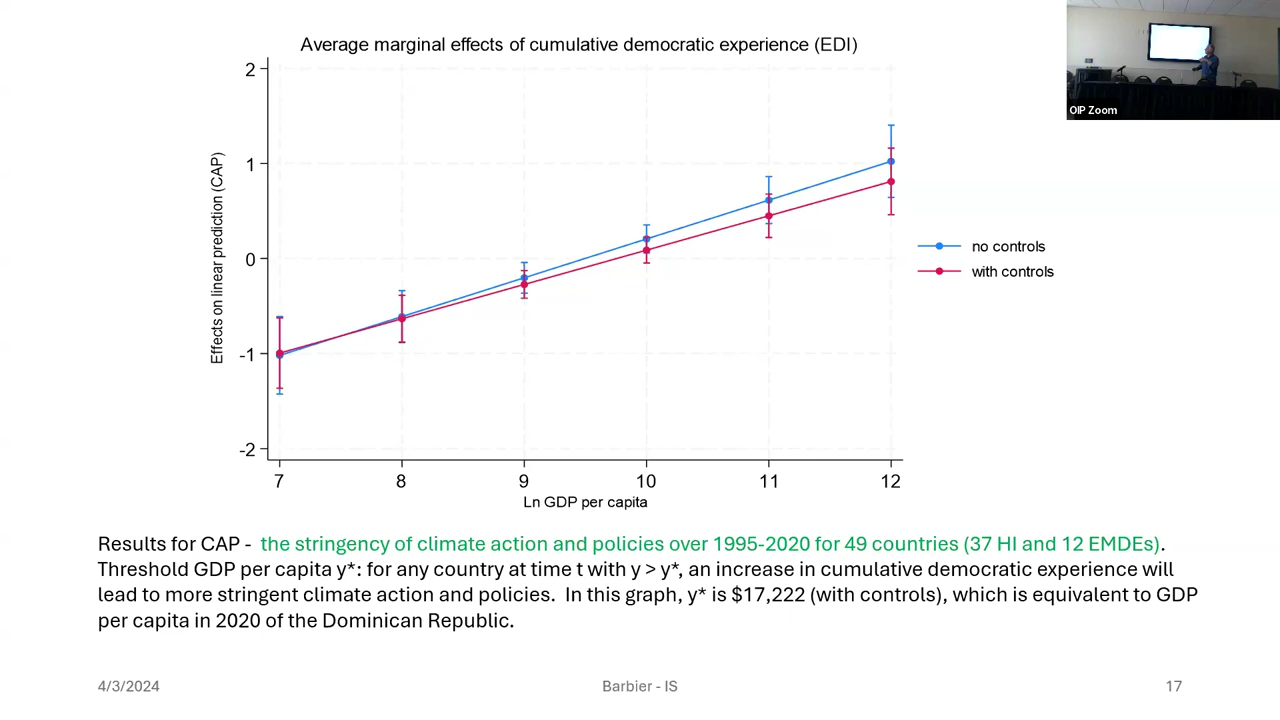 Average marginal effects of cumulative democratic experience (EDI)
OIP Zoom
2
1
0
-1
-2
Effects on linear prediction (CAP)
no controls
with controls
7 8 9 10 11 12
Ln GDP per capita
Results for CAP - the stringency of climate action and policies over 1995-2020 for 49 countries (37 HI and 12 EMDEs).
Threshold GDP per capita y*: for any country at time t with y > y*, an increase in cumulative democratic experience will
lead to more stringent climate action and policies. In this graph, y* is $17,222 (with controls), which is equivalent to GDP
per capita in 2020 of the Dominican Republic.
4/3/2024 Barbier - IS 17